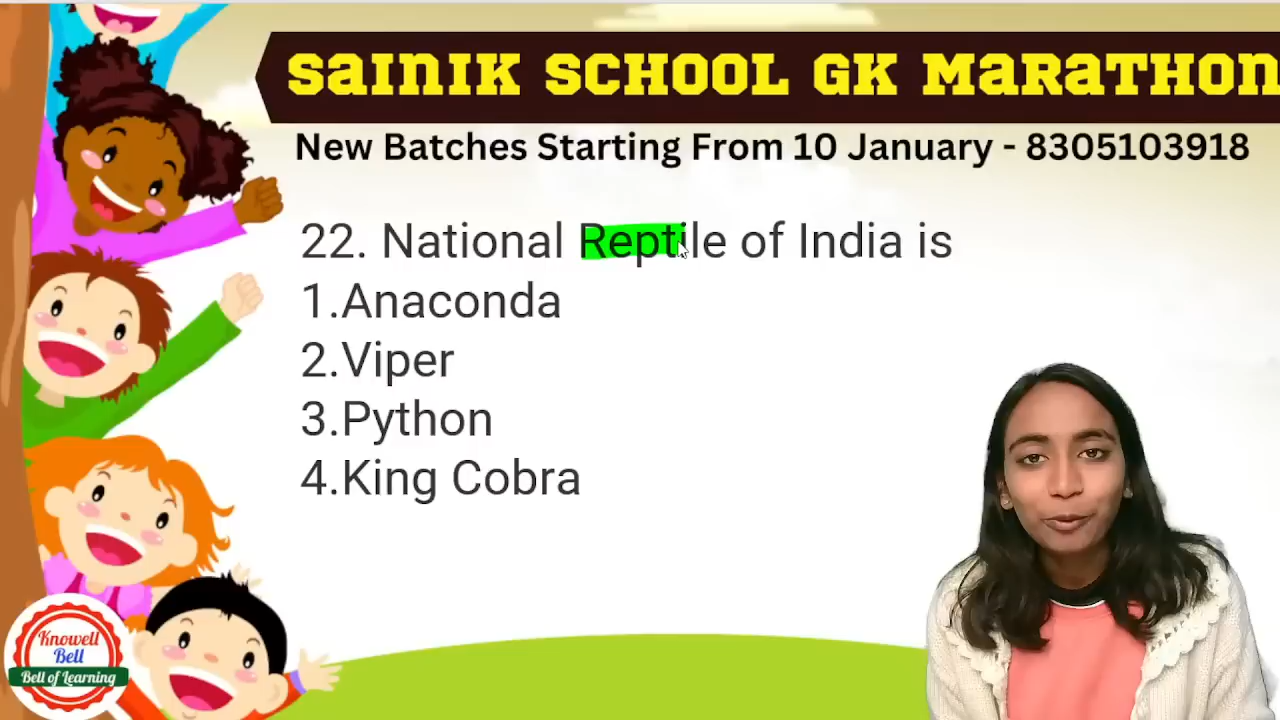 SAINIK SCHOOL GK MARATHON
New Batches Starting From 10 January - 8305103918
22. National Reptile of India is
1.Anaconda
2.Viper
3.Python
4.King Cobra
Knowell
Bell
Bell of Learning